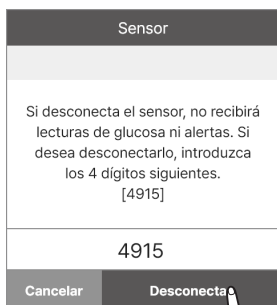 Sensor
Si desconecta el sensor, no recibirá
lecturas de glucosa ni alertas. Si
desea desconectarlo, introduzca
los 4 dígitos siguientes.
[4915]
4915
Cancelar
Desconectar